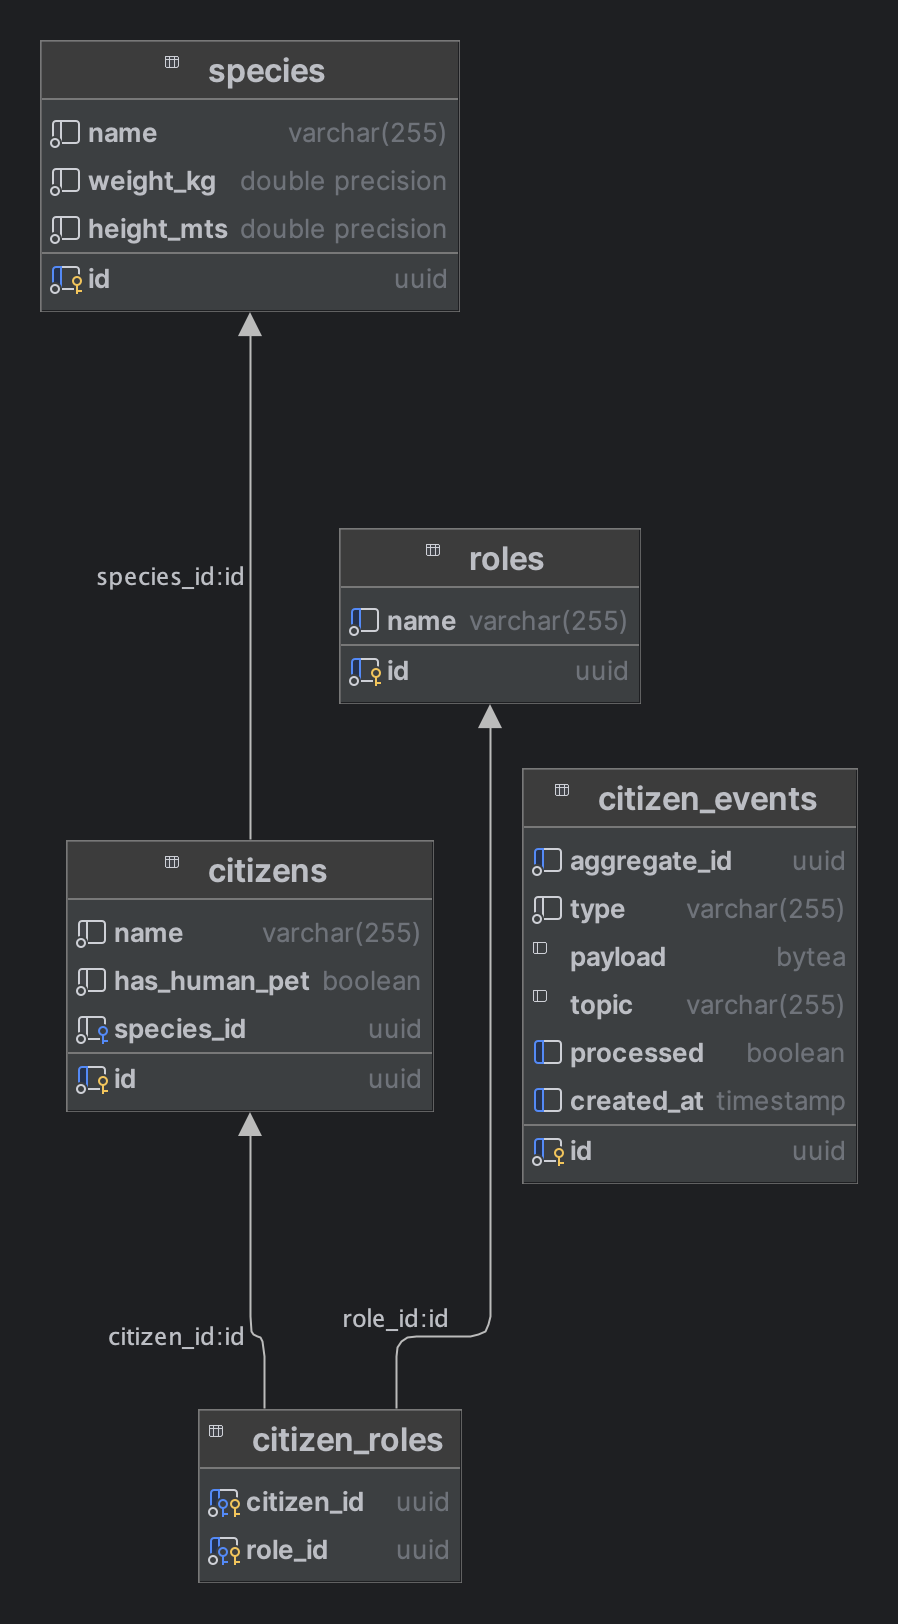 species
name varchar(255)
weight_kg double precision
height_mts double precision
id uuid
species_id:id
roles
name varchar(255)
id uuid
citizen_events
aggregate_id uuid
type varchar(255)
payload bytea
topic varchar(255)
processed boolean
created_at timestamp
id uuid
citizens
name varchar(255)
has_human_pet boolean
species_id uuid
id uuid
citizen_id:id
role_id:id
citizen_roles
citizen_id uuid
role_id uuid